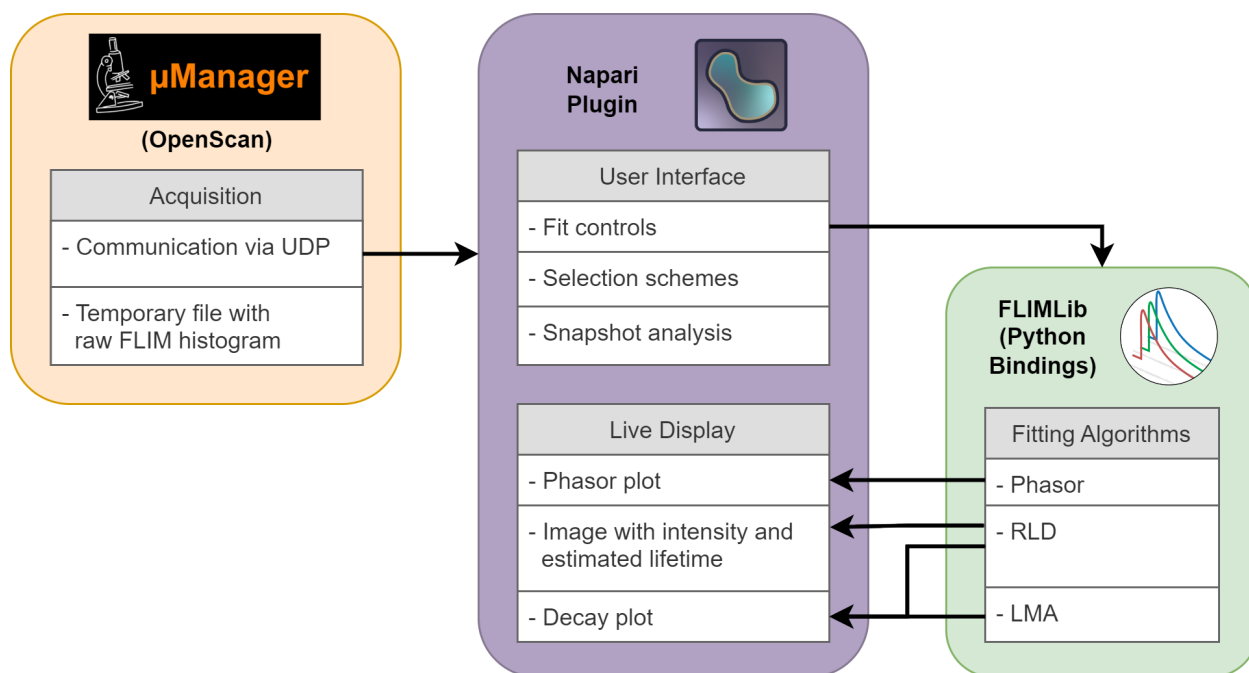 µManager
(OpenScan)
Acquisition
- Communication via UDP
- Temporary file with
raw FLIM histogram
Napari
Plugin
User Interface
- Fit controls
- Selection schemes
- Snapshot analysis
Live Display
- Phasor plot
- Image with intensity and
estimated lifetime
- Decay plot
FLIMLib
(Python
Bindings)
Fitting Algorithms
- Phasor
- RLD
- LMA